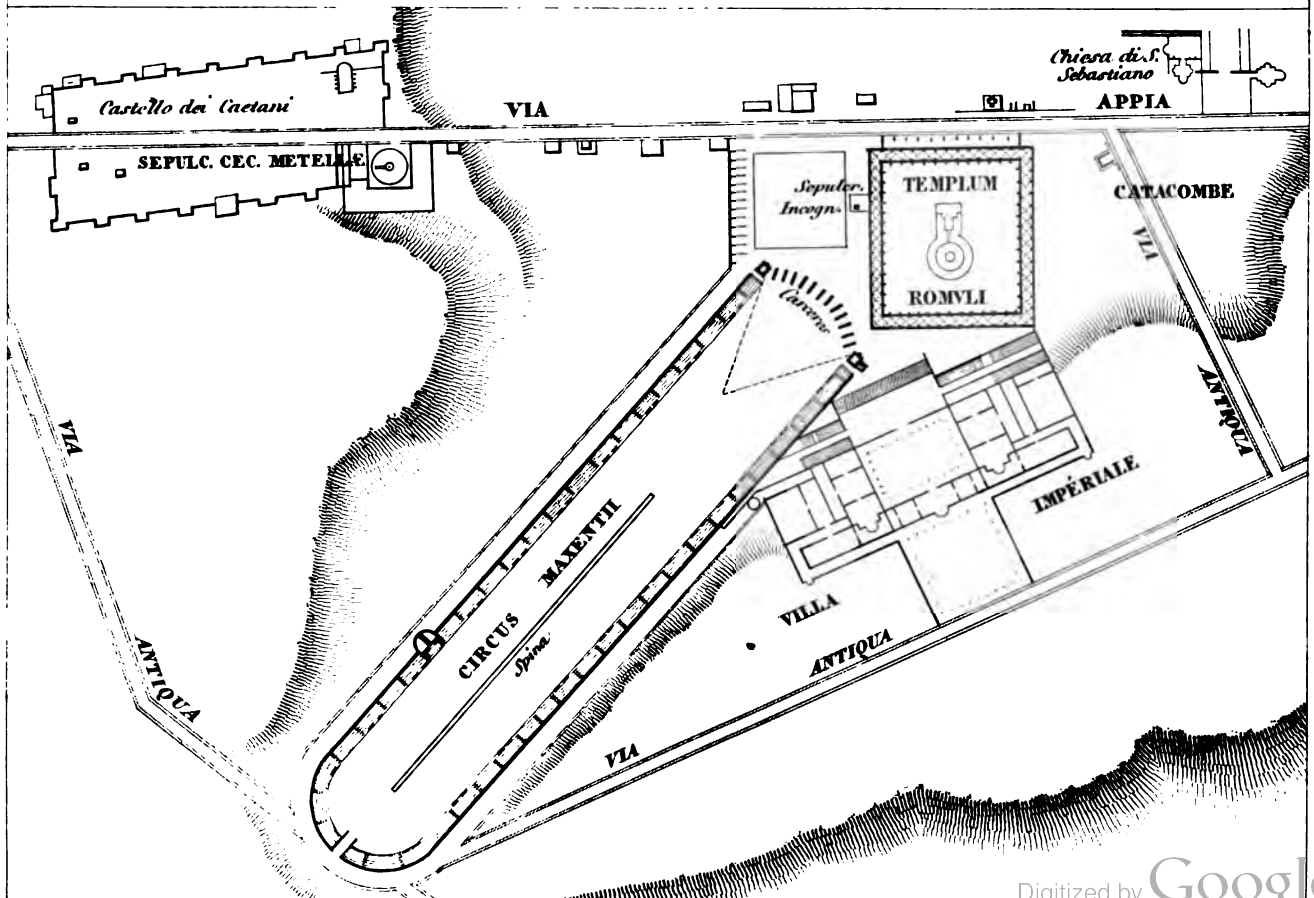 Castello dei Caetani
VIA
APPIA
Chiesa di S.
Sebastiano
SEPULC. CEC. METELLÆ.
Sepulcr.
Incogn.
TEMPLUM
ROMVLI
CATACOMBE
VIA
ANTIQUA
Carceres
VILLA
IMPÉRIALE
CIRCUS
MAXENTII
Spina
VIA
ANTIQUA
VIA
ANTIQUA
Digitized by Google